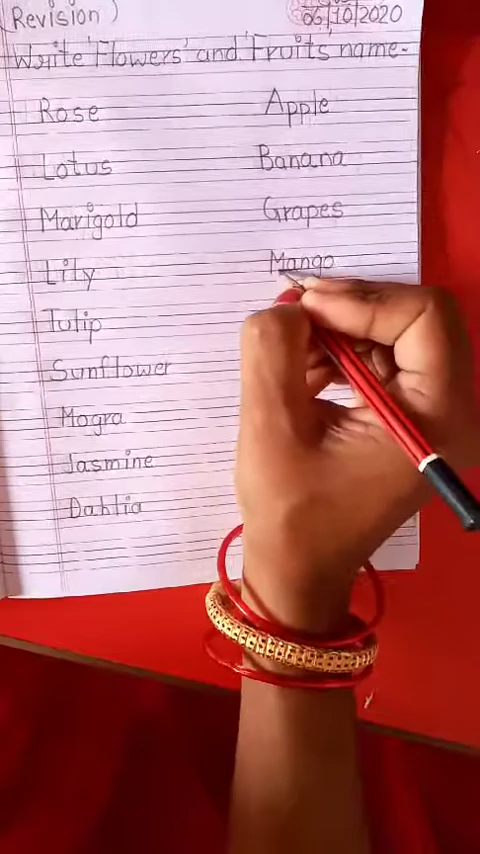 (Revision)
06/10/2020
Write 'Flowers' and 'Fruits name-
Rose Apple
Lotus Banana
Marigold Grapes
Lily Mango
Tulip
Sunflower
Mogra
Jasmine
Dahlia